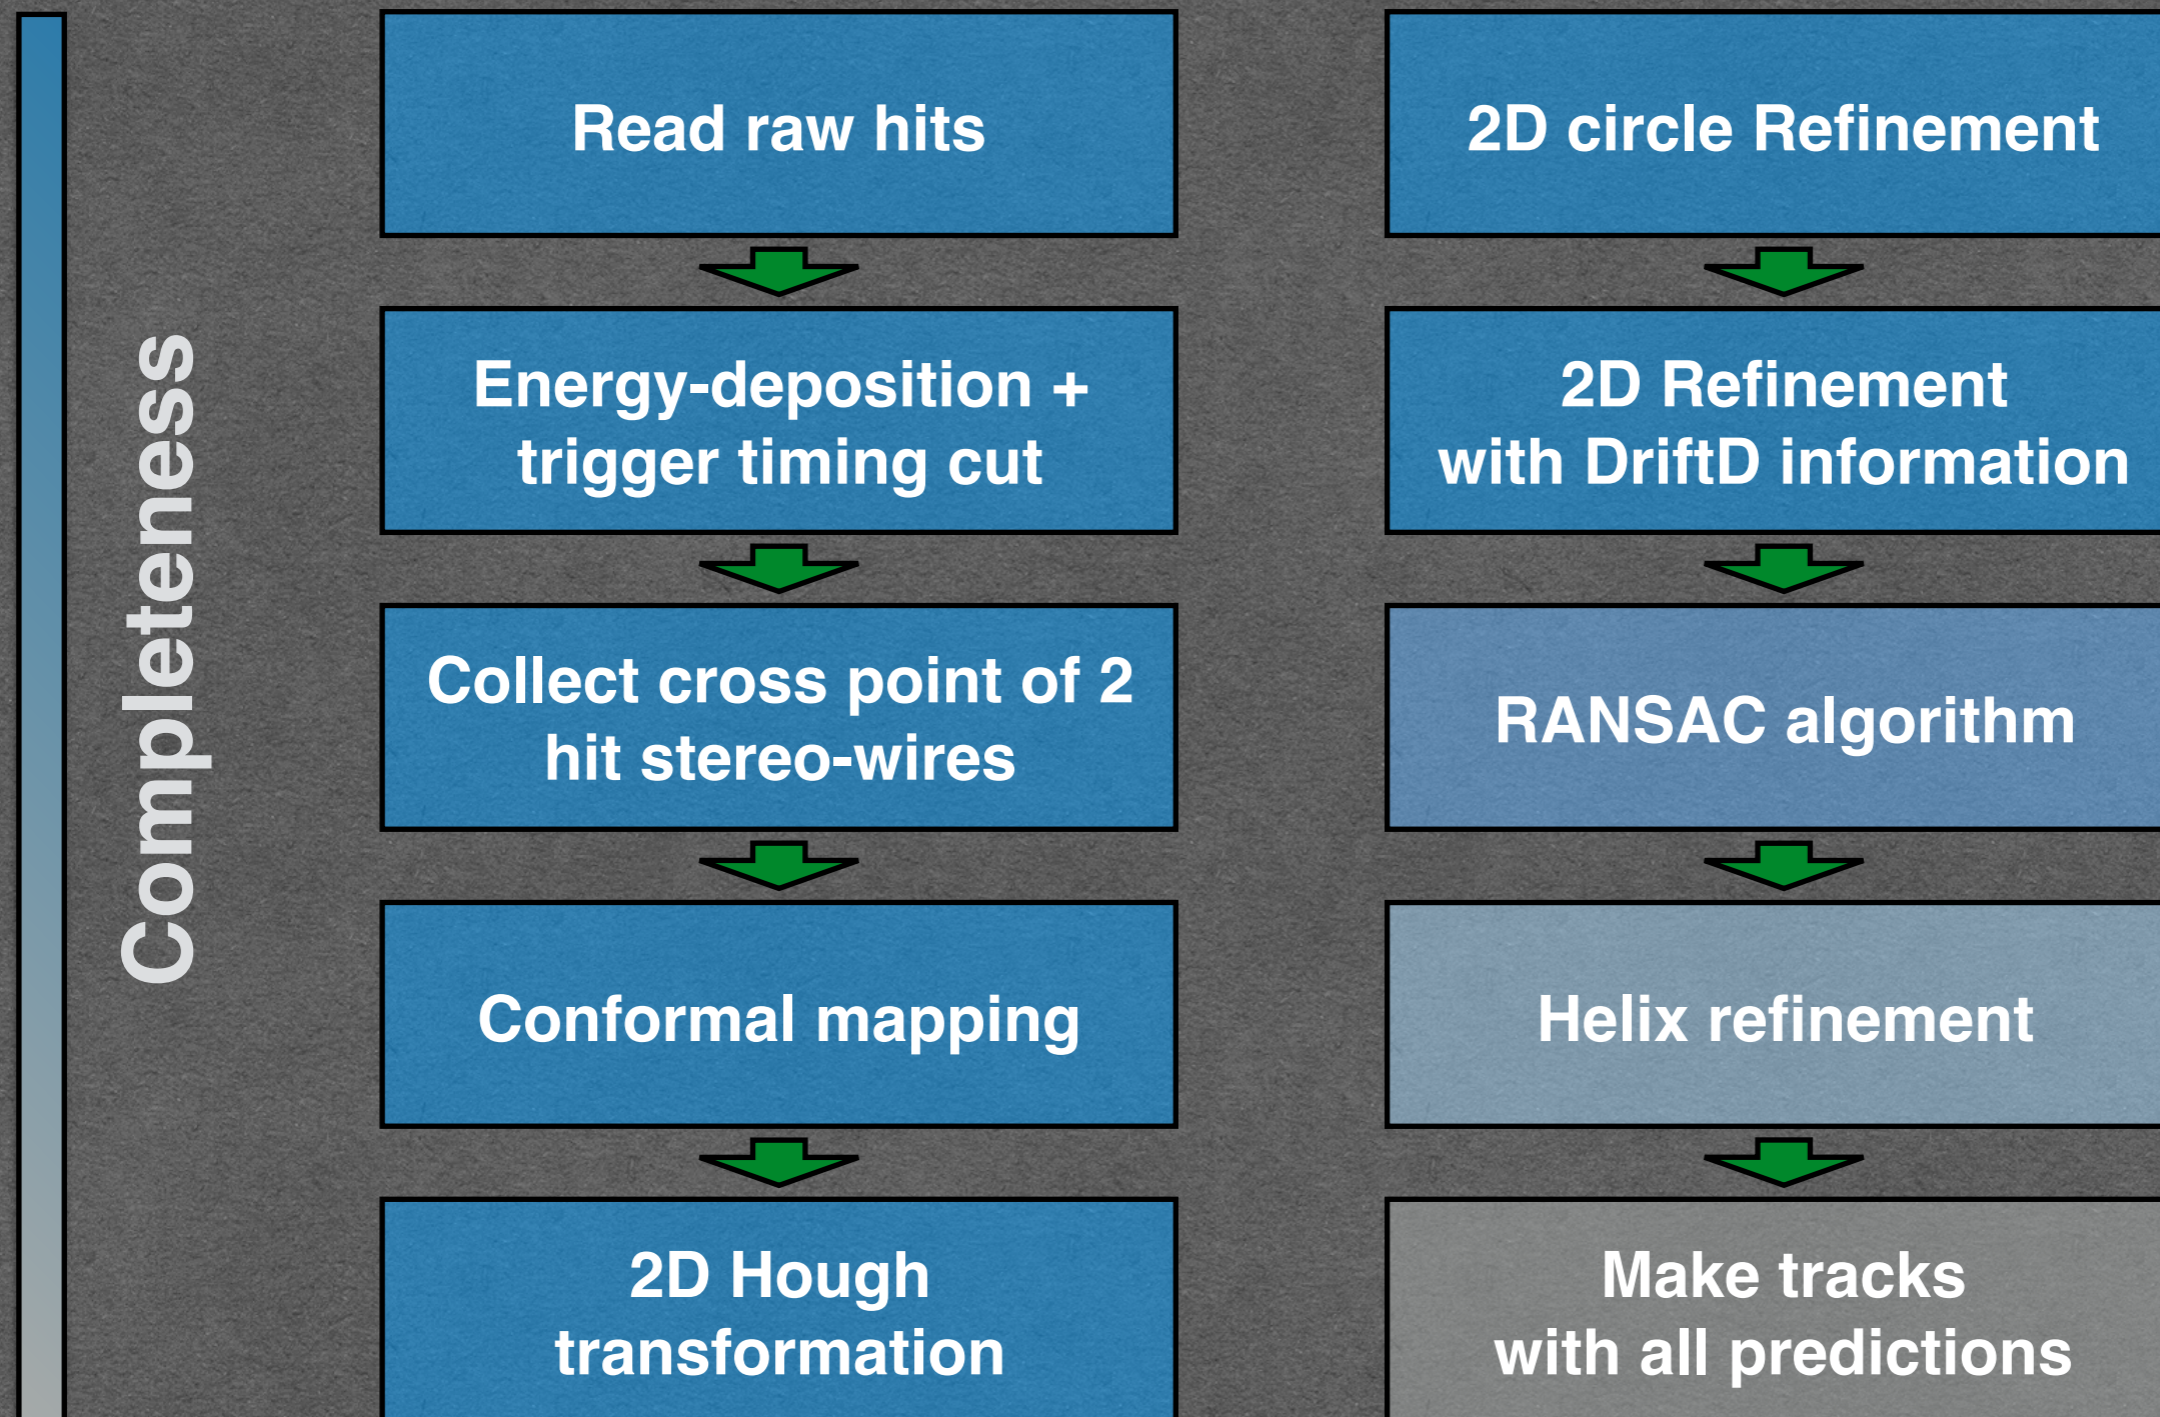 Completeness
Read raw hits
Energy-deposition +
trigger timing cut
Collect cross point of 2
hit stereo-wires
Conformal mapping
2D Hough
transformation
2D circle Refinement
2D Refinement
with DriftD information
RANSAC algorithm
Helix refinement
Make tracks
with all predictions